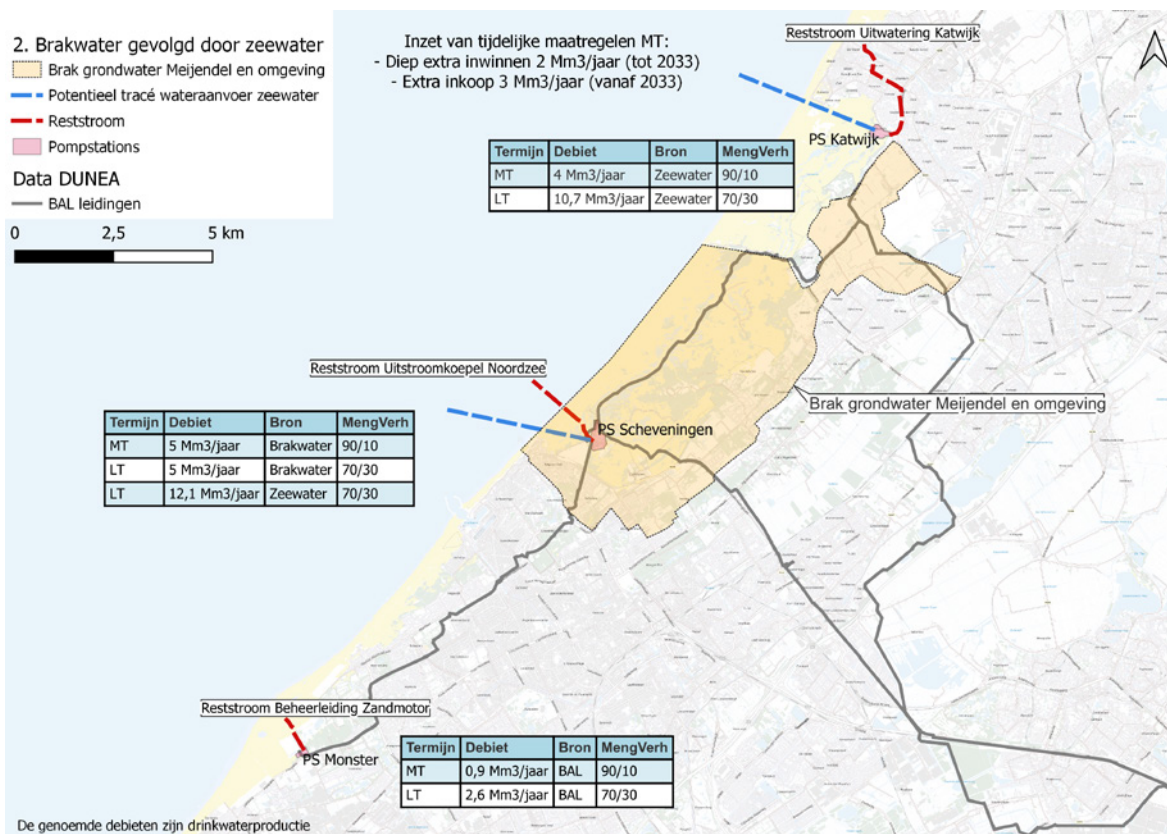 2. Brakwater gevolgd door zeewater
Brak grondwater Meijendel en omgeving
Potentieel tracé wateraanvoer zeewater
Reststroom
Pompstations
Data DUNEA
BAL leidingen
0 2,5 5 km
Inzet van tijdelijke maatregelen MT:
- Diep extra inwinnen 2 Mm3/jaar (tot 2033)
- Extra inkoop 3 Mm3/jaar (vanaf 2033)
Reststroom Uitwatering Katwijk
PS Katwijk
Termijn Debiet Bron MengVerh
MT 4 Mm3/jaar Zeewater 90/10
LT 10,7 Mm3/jaar Zeewater 70/30
Reststroom Uitstroomkoepel Noordzee
PS Scheveningen
Brak grondwater Meijendel en omgeving
Termijn Debiet Bron MengVerh
MT 5 Mm3/jaar Brakwater 90/10
LT 5 Mm3/jaar Brakwater 70/30
LT 12,1 Mm3/jaar Zeewater 70/30
Reststroom Beheerleiding Zandmotor
PS Monster
Termijn Debiet Bron MengVerh
MT 0,9 Mm3/jaar BAL 90/10
LT 2,6 Mm3/jaar BAL 70/30
De genoemde debieten zijn drinkwaterproductie